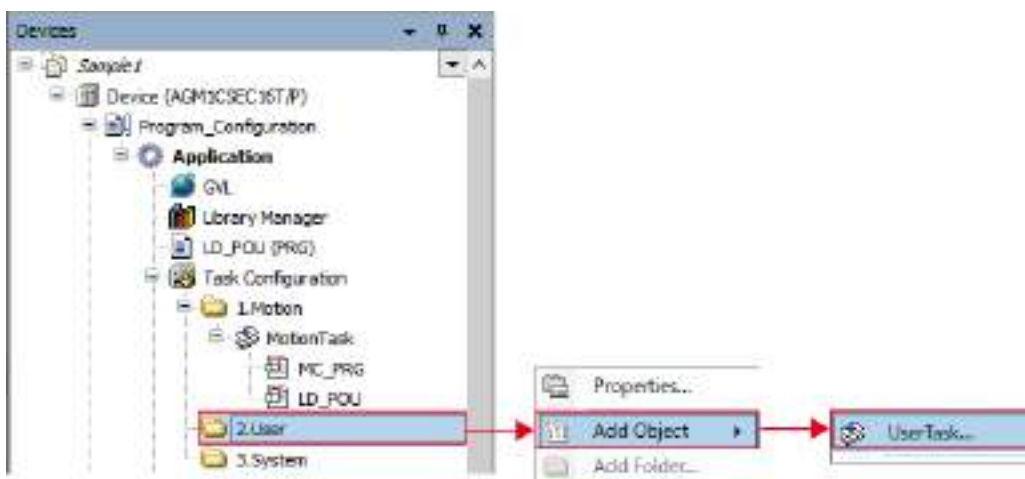 Devices
Sample1
Device (AGM1CSEC16T/P)
Program_Configuration
Application
GVL
Library Manager
LD_POU (PRG)
Task Configuration
1.Motion
MotionTask
MC_PRG
LD_POU
2.User
3.System
Properties...
Add Object
Add Folder...
UserTask...